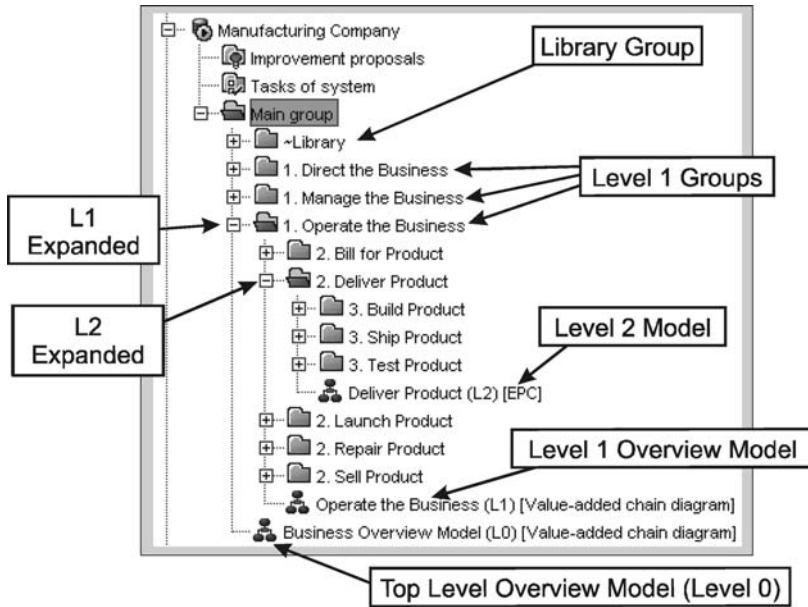 Manufacturing Company
Improvement proposals
Tasks of system
Main group
~Library
1. Direct the Business
1. Manage the Business
1. Operate the Business
2. Bill for Product
2. Deliver Product
3. Build Product
3. Ship Product
3. Test Product
Deliver Product (L2) [EPC]
2. Launch Product
2. Repair Product
2. Sell Product
Operate the Business (L1) [Value-added chain diagram]
Business Overview Model (L0) [Value-added chain diagram]
Library Group
Level 1 Groups
L1
Expanded
L2
Expanded
Level 2 Model
Level 1 Overview Model
Top Level Overview Model (Level 0)